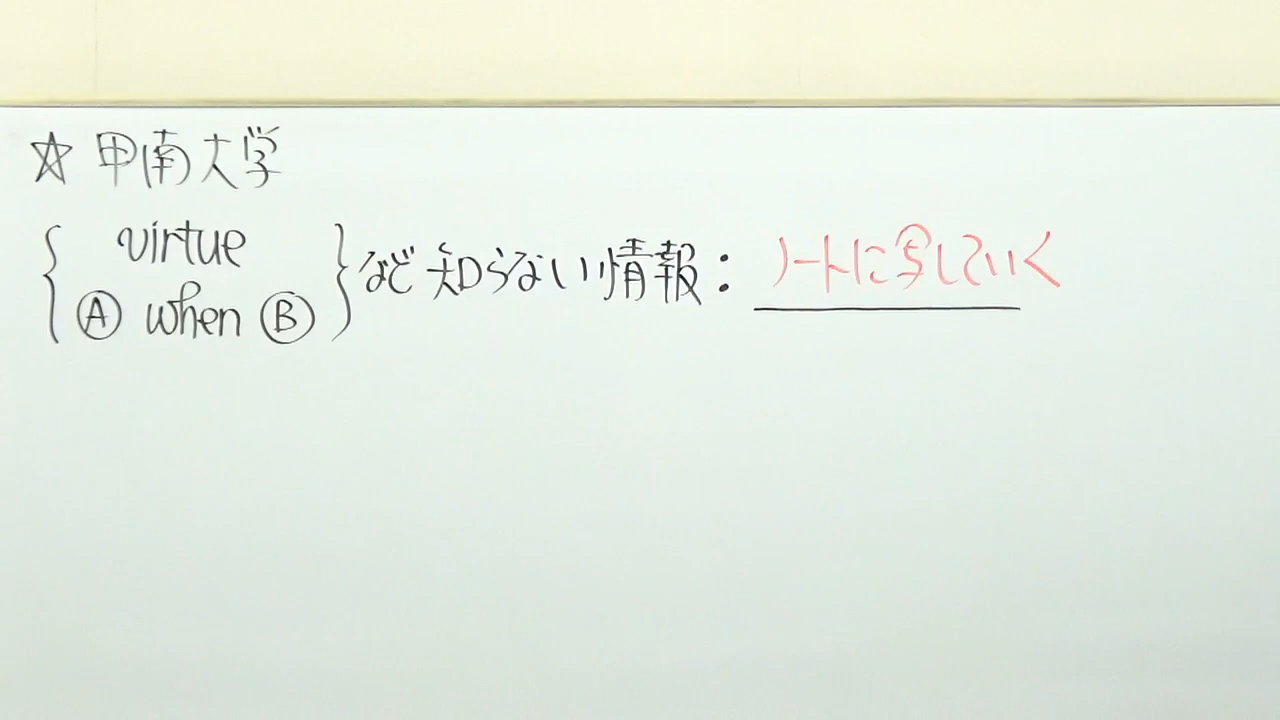 ☆ 甲南大学
{ virtue
Ⓐ when Ⓑ } など知らない情報：ノートに写していく